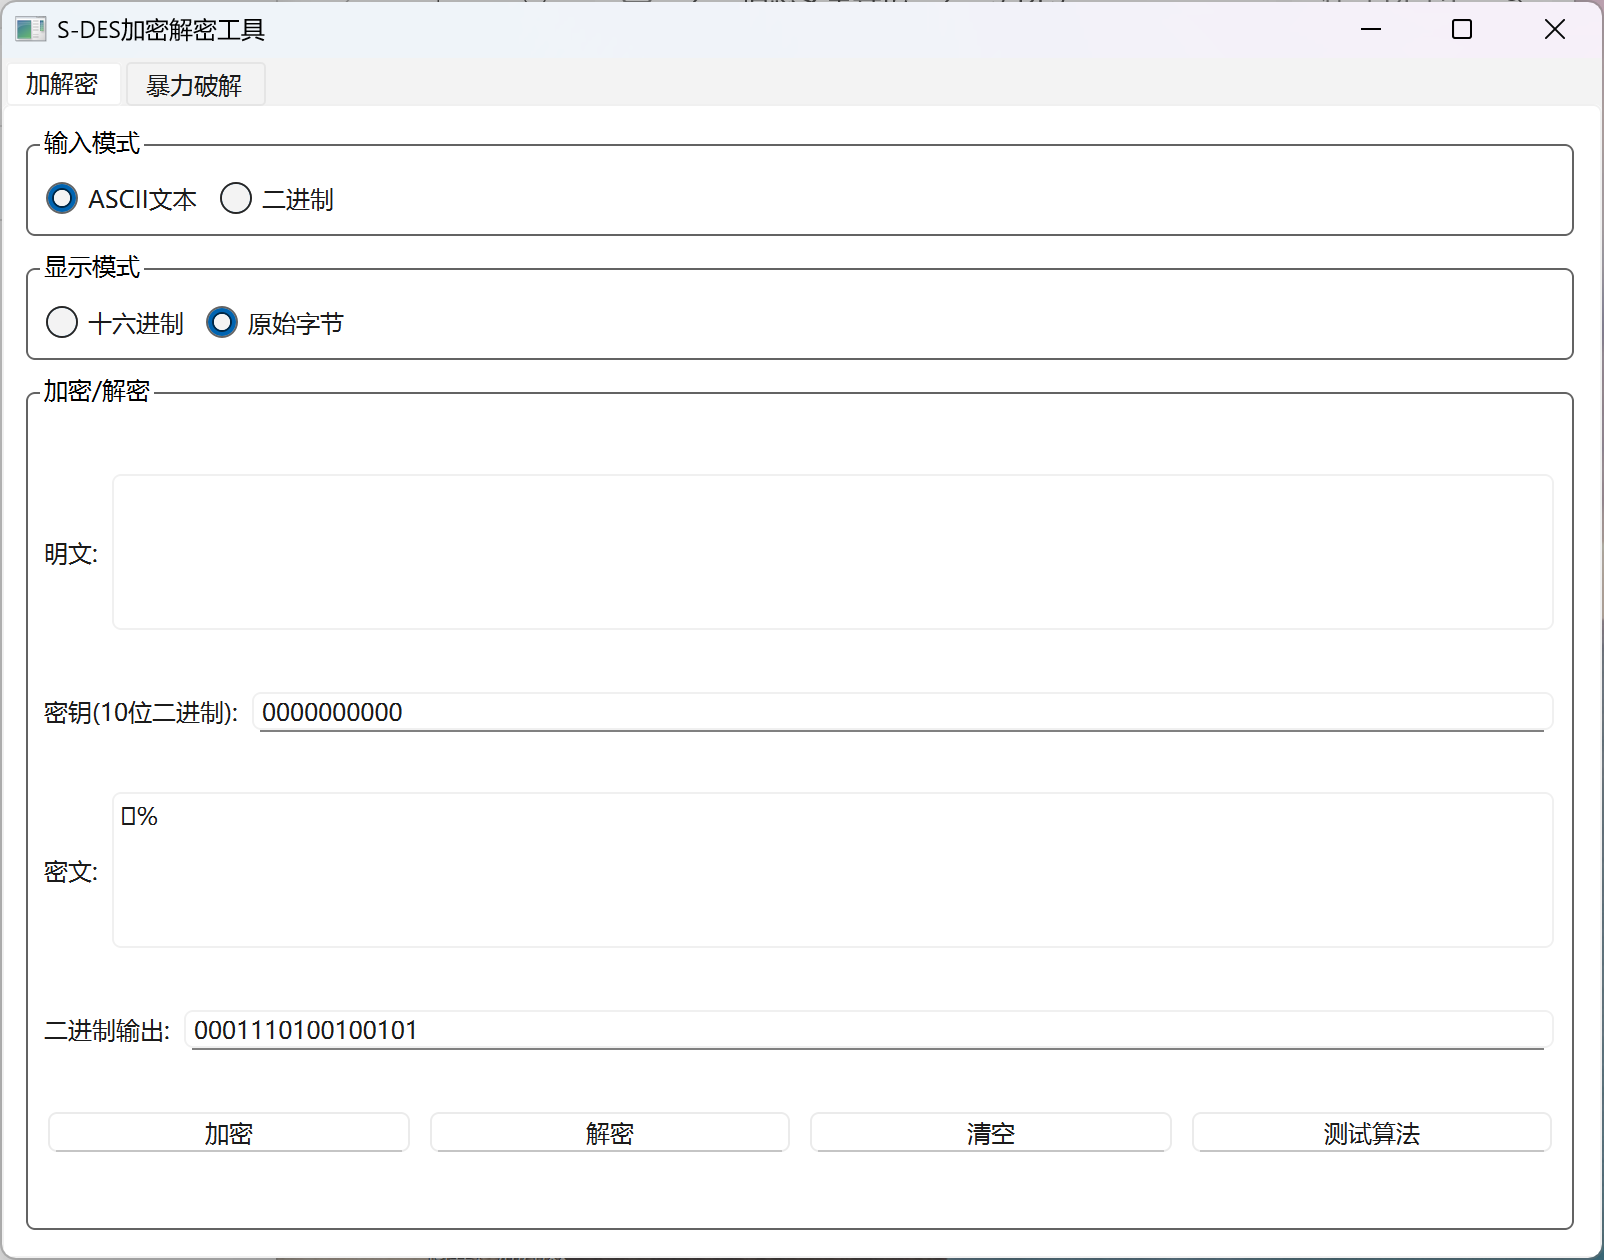 S-DES加密解密工具
加解密 暴力破解
输入模式
ASCII文本 二进制
显示模式
十六进制 原始字节
加密/解密
明文:
密钥(10位二进制): 0000000000
密文: %
二进制输出: 0001110100100101
加密 解密 清空 测试算法